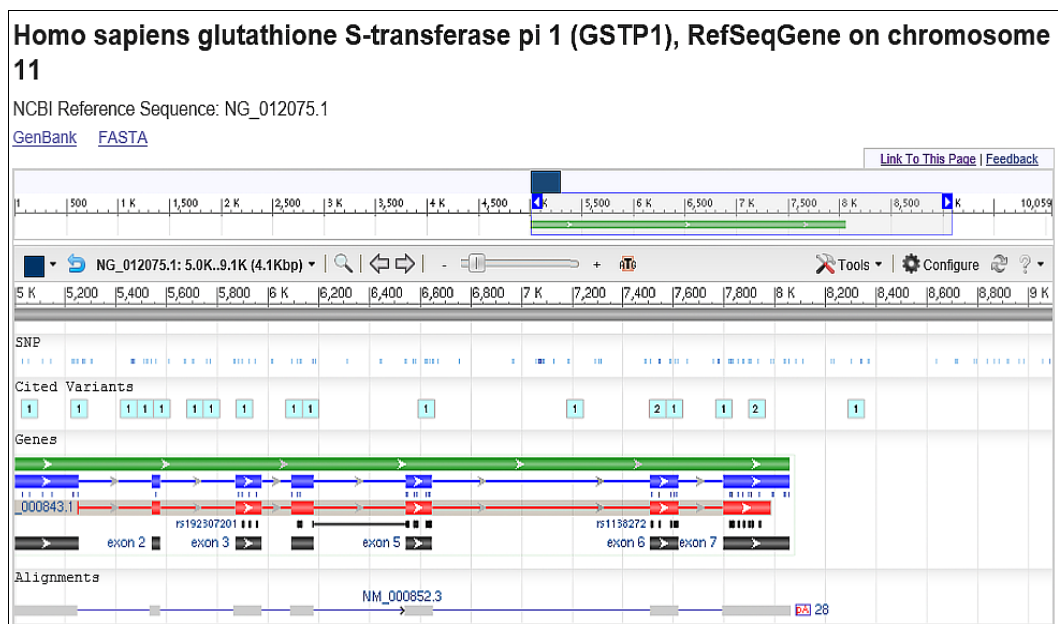 Homo sapiens glutathione S-transferase pi 1 (GSTP1), RefSeqGene on chromosome
11
NCBI Reference Sequence: NG_012075.1
GenBank FASTA
Link To This Page | Feedback
1 500 1 K 1,500 2 K 2,500 3 K 3,500 4 K 4,500 K 5,500 6 K 6,500 7 K 7,500 8 K 8,500 K 10,059
NG_012075.1: 5.0K..9.1K (4.1Kbp) - + ATG Tools Configure ?
5 K 5,200 5,400 5,600 5,800 6 K 6,200 6,400 6,600 6,800 7 K 7,200 7,400 7,600 7,800 8 K 8,200 8,400 8,600 8,800 9 K
SNP
Cited Variants
1 1 1 1 1 1 1 1 1 1 1 1 2 1 1 2 1
Genes
_000843.1
rs192307201 rs1138272
exon 2 exon 3 exon 5 exon 6 exon 7
Alignments
NM_000852.3
pA 28